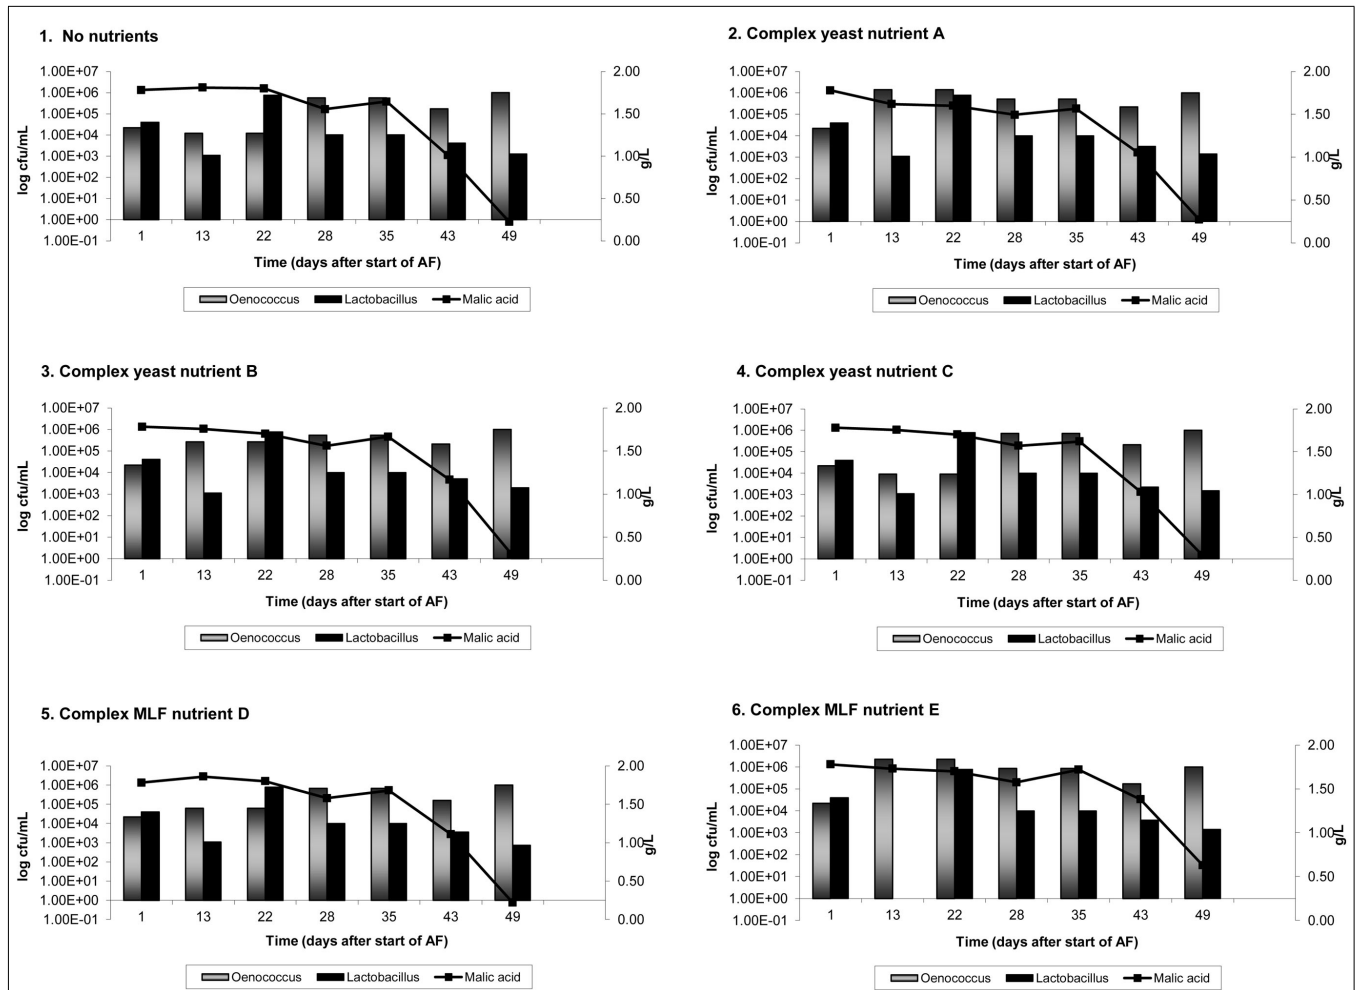 1. No nutrients
1.00E+07
1.00E+06
1.00E+05
1.00E+04
1.00E+03
1.00E+02
1.00E+01
1.00E+00
1.00E-01
log cfu/mL
2.00
1.50
1.00
0.50
0.00
g/L
1 13 22 28 35 43 49
Time (days after start of AF)
Oenococcus Lactobacillus Malic acid
2. Complex yeast nutrient A
1.00E+07
1.00E+06
1.00E+05
1.00E+04
1.00E+03
1.00E+02
1.00E+01
1.00E+00
1.00E-01
log cfu/mL
2.00
1.50
1.00
0.50
0.00
g/L
1 13 22 28 35 43 49
Time (days after start of AF)
Oenococcus Lactobacillus Malic acid
3. Complex yeast nutrient B
1.00E+07
1.00E+06
1.00E+05
1.00E+04
1.00E+03
1.00E+02
1.00E+01
1.00E+00
1.00E-01
log cfu/mL
2.00
1.50
1.00
0.50
0.00
g/L
1 13 22 28 35 43 49
Time (days after start of AF)
Oenococcus Lactobacillus Malic acid
4. Complex yeast nutrient C
1.00E+07
1.00E+06
1.00E+05
1.00E+04
1.00E+03
1.00E+02
1.00E+01
1.00E+00
1.00E-01
log cfu/mL
2.00
1.50
1.00
0.50
0.00
g/L
1 13 22 28 35 43 49
Time (days after start of AF)
Oenococcus Lactobacillus Malic acid
5. Complex MLF nutrient D
1.00E+07
1.00E+06
1.00E+05
1.00E+04
1.00E+03
1.00E+02
1.00E+01
1.00E+00
1.00E-01
log cfu/mL
2.00
1.50
1.00
0.50
0.00
g/L
1 13 22 28 35 43 49
Time (days after start of AF)
Oenococcus Lactobacillus Malic acid
6. Complex MLF nutrient E
1.00E+07
1.00E+06
1.00E+05
1.00E+04
1.00E+03
1.00E+02
1.00E+01
1.00E+00
1.00E-01
log cfu/mL
2.00
1.50
1.00
0.50
0.00
g/L
1 13 22 28 35 43 49
Time (days after start of AF)
Oenococcus Lactobacillus Malic acid